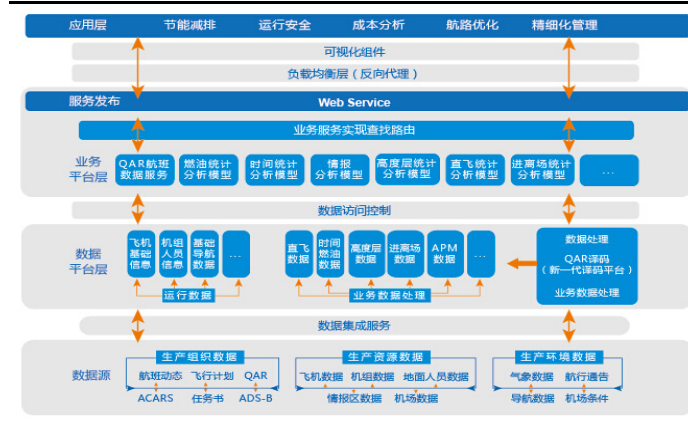 应用层 节能减排 运行安全 成本分析 航路优化 精细化管理
可视化组件
负载均衡层（反向代理）
服务发布 Web Service
业务服务实现查找路由
业务平台层
QAR航班数据服务
燃油统计分析模型
时间统计分析模型
情报分析模型
高度层统计分析模型
直飞统计分析模型
进离场统计分析模型
...
数据访问控制
数据平台层
飞机基础信息
机组人员信息
基础导航数据
...
运行数据
直飞数据
时间燃油数据
高度层数据
进离场数据
APM数据
...
业务数据处理
数据处理
QAR译码
（新一代译码平台）
业务数据处理
数据集成服务
数据源
生产组织数据
航班动态 飞行计划 QAR
ACARS 任务书 ADS-B
生产资源数据
飞机数据 机组数据 地面人员数据
情报区数据 机场数据
生产环境数据
气象数据 航行通告
导航数据 机场条件